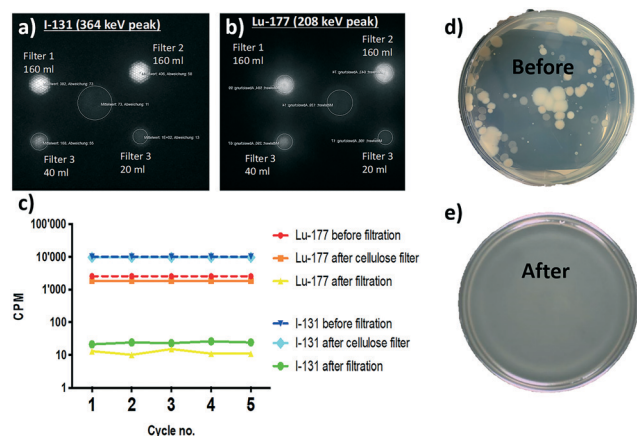 a)
I-131 (364 keV peak)
Filter 1
160 ml
Filter 2
160 ml
Filter 3
40 ml
Filter 3
20 ml
b)
Lu-177 (208 keV peak)
Filter 1
160 ml
Filter 2
160 ml
Filter 3
40 ml
Filter 3
20 ml
c)
CPM
100'000
10'000
1'000
100
10
1
1 2 3 4 5
Cycle no.
Lu-177 before filtration
Lu-177 after cellulose filter
Lu-177 after filtration
I-131 before filtration
I-131 after cellulose filter
I-131 after filtration
d)
Before
e)
After